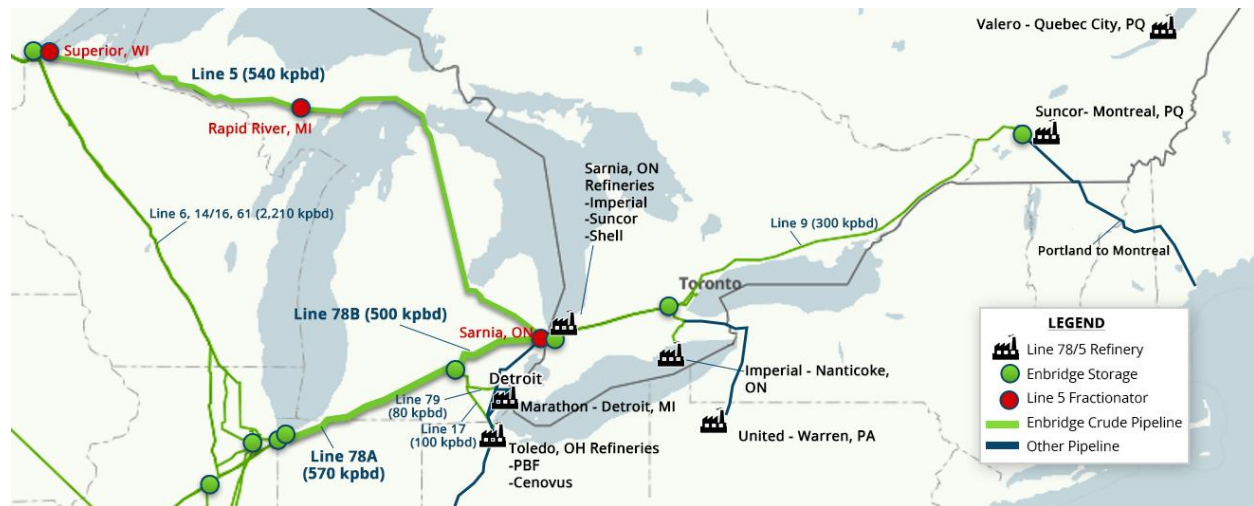 Superior, WI
Line 5 (540 kpbd)
Rapid River, MI
Valero - Quebec City, PQ
Suncor- Montreal, PQ
Sarnia, ON
Refineries
-Imperial
-Suncor
-Shell
Line 6, 14/16, 61 (2,210 kpbd)
Line 9 (300 kpbd)
Portland to Montreal
Toronto
Line 78B (500 kpbd)
Sarnia, ON
Detroit
Line 79
(80 kpbd)
Marathon - Detroit, MI
Imperial - Nanticoke,
ON
Line 17
(100 kpbd)
United - Warren, PA
Line 78A
(570 kpbd)
Toledo, OH Refineries
-PBF
-Cenovus
LEGEND
Line 78/5 Refinery
Enbridge Storage
Line 5 Fractionator
Enbridge Crude Pipeline
Other Pipeline